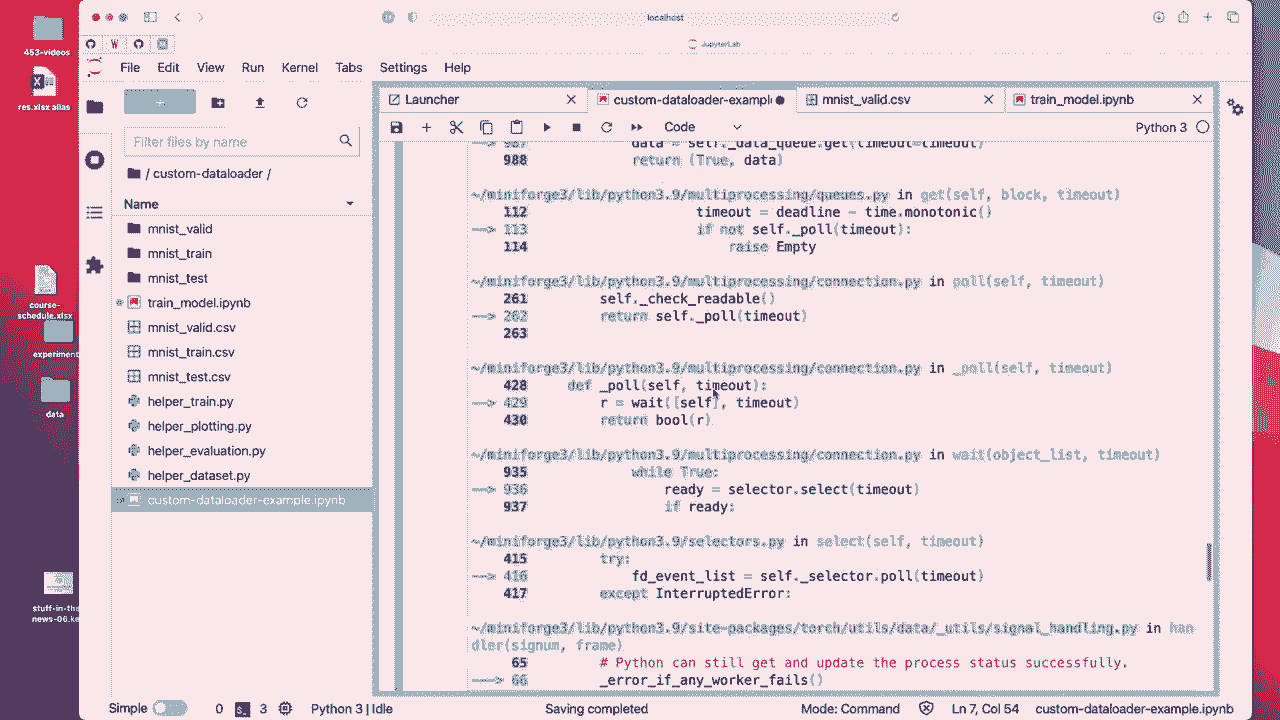 453-videos
res.xlsx alias
course-
schedule.xlsx
experiment
data
stuff-in-the
news-06.ke
localhost
JupyterLab
File Edit View Run Kernel Tabs Settings Help
Launcher
custom-dataloader-example
mnist_valid.csv
train_model.ipynb
Code
Python 3
Filter files by name
/ custom-dataloader /
Name
mnist_valid
mnist_train
mnist_test
train_model.ipynb
mnist_valid.csv
mnist_train.csv
mnist_test.csv
helper_train.py
helper_plotting.py
helper_evaluation.py
helper_dataset.py
custom-dataloader-example.ipynb
--> 987 data = self._data_queue.get(timeout=timeout)
988 return (True, data)
~/miniforge3/lib/python3.9/multiprocessing/queues.py in get(self, block, timeout)
112 timeout = deadline - time.monotonic()
--> 113 if not self._poll(timeout):
114 raise Empty
~/miniforge3/lib/python3.9/multiprocessing/connection.py in poll(self, timeout)
261 self._check_readable()
--> 262 return self._poll(timeout)
263
~/miniforge3/lib/python3.9/multiprocessing/connection.py in _poll(self, timeout)
428 def _poll(self, timeout):
--> 429 r = wait([self], timeout)
430 return bool(r)
~/miniforge3/lib/python3.9/multiprocessing/connection.py in wait(object_list, timeout)
935 while True:
--> 936 ready = selector.select(timeout)
937 if ready:
~/miniforge3/lib/python3.9/selectors.py in select(self, timeout)
415 try:
--> 416 fd_event_list = self._selector.poll(timeout)
417 except InterruptedError:
~/miniforge3/lib/python3.9/site-packages/torch/utils/data/_utils/signal_handling.py in han
dler(signum, frame)
65 # Python can still get and update the process status successfully.
--> 66 _error_if_any_worker_fails()
Simple 0 3 Python 3 | Idle Saving completed Mode: Command Ln 7, Col 54 custom-dataloader-example.ipynb